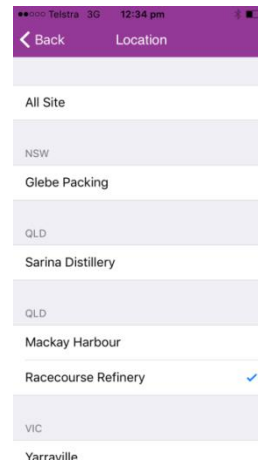 Telstra 3G 12:34 pm
Back Location
All Site
NSW
Glebe Packing
QLD
Sarina Distillery
QLD
Mackay Harbour
Racecourse Refinery
VIC
Yarraville